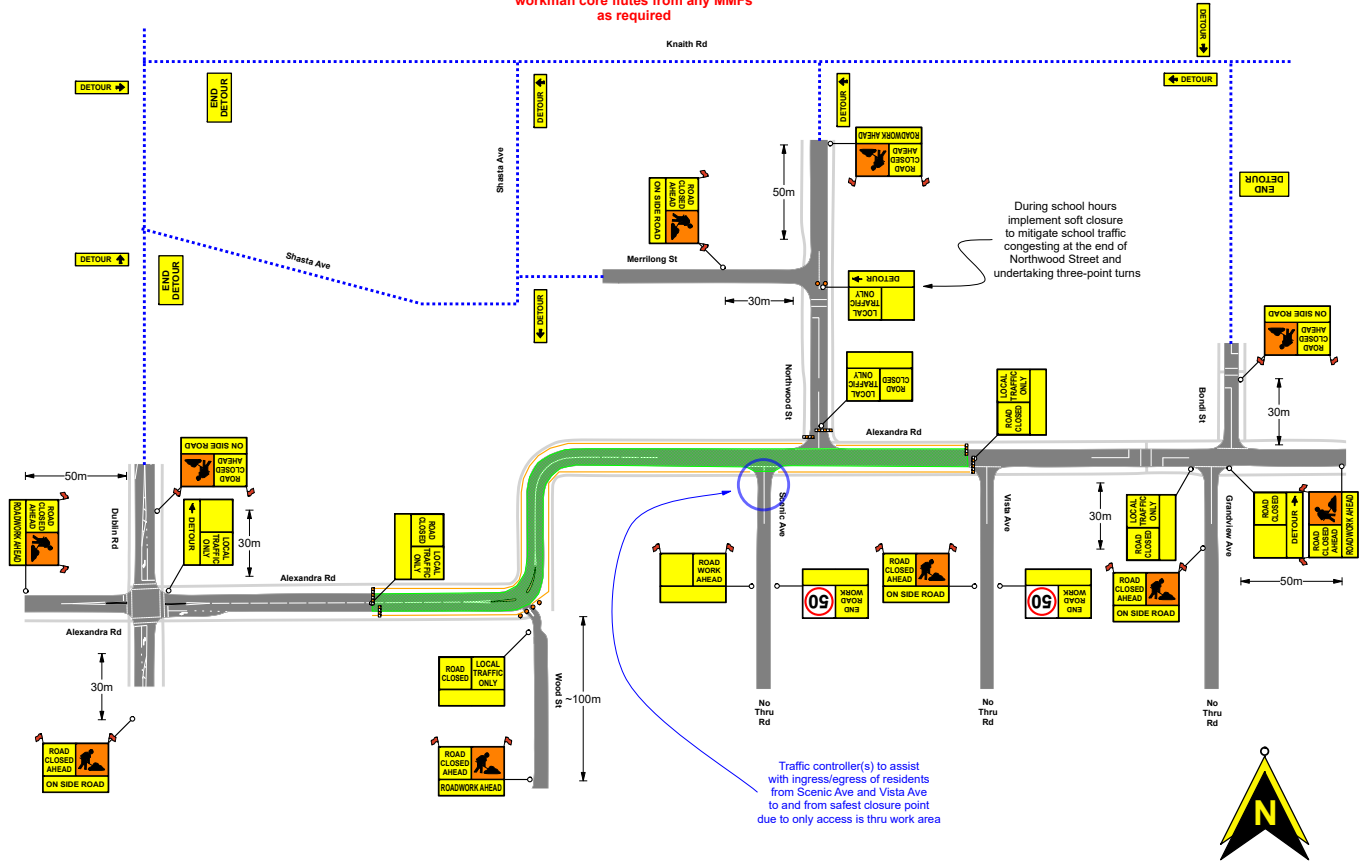 workman core flutes from any MMFs
as required
Knaith Rd
DETOUR
DETOUR
END
DETOUR
DETOUR
DETOUR
DETOUR
ROADWORK AHEAD
ROAD
CLOSED
AHEAD
Shasta Ave
50m
ROAD
CLOSED
AHEAD
ON SIDE ROAD
END
DETOUR
During school hours
implement soft closure
to mitigate school traffic
congesting at the end of
Northwood Street and
undertaking three-point turns
DETOUR
END
DETOUR
Shasta Ave
Merrilong St
30m
DETOUR
LOCAL
TRAFFIC
ONLY
DETOUR
ON SIDE ROAD
ROAD
CLOSED
AHEAD
Northwood St
LOCAL
TRAFFIC
ONLY
ROAD
CLOSED
LOCAL
TRAFFIC
ONLY
ROAD
CLOSED
Bondi St
30m
Alexandra Rd
ON SIDE ROAD
ROAD
CLOSED
AHEAD
50m
ROAD
CLOSED
AHEAD
ROADWORK AHEAD
Dublin Rd
DETOUR
LOCAL
TRAFFIC
ONLY
30m
ROAD
CLOSED
LOCAL
TRAFFIC
ONLY
Scenic Ave
Vista Ave
30m
LOCAL
TRAFFIC
ONLY
ROAD
CLOSED
Grandview Ave
ROAD
CLOSED
DETOUR
ROAD
CLOSED
AHEAD
ROADWORK AHEAD
50m
Alexandra Rd
Alexandra Rd
ROAD
WORK
AHEAD
50
END
ROAD
WORK
ROAD
CLOSED
AHEAD
ON SIDE ROAD
50
END
ROAD
WORK
ROAD
CLOSED
AHEAD
ON SIDE ROAD
30m
ROAD
CLOSED
LOCAL
TRAFFIC
ONLY
Wood St
~100m
No
Thru
Rd
No
Thru
Rd
No
Thru
Rd
ROAD
CLOSED
AHEAD
ON SIDE ROAD
ROAD
CLOSED
AHEAD
ROADWORK AHEAD
Traffic controller(s) to assist
with ingress/egress of residents
from Scenic Ave and Vista Ave
to and from safest closure point
due to only access is thru work area
N